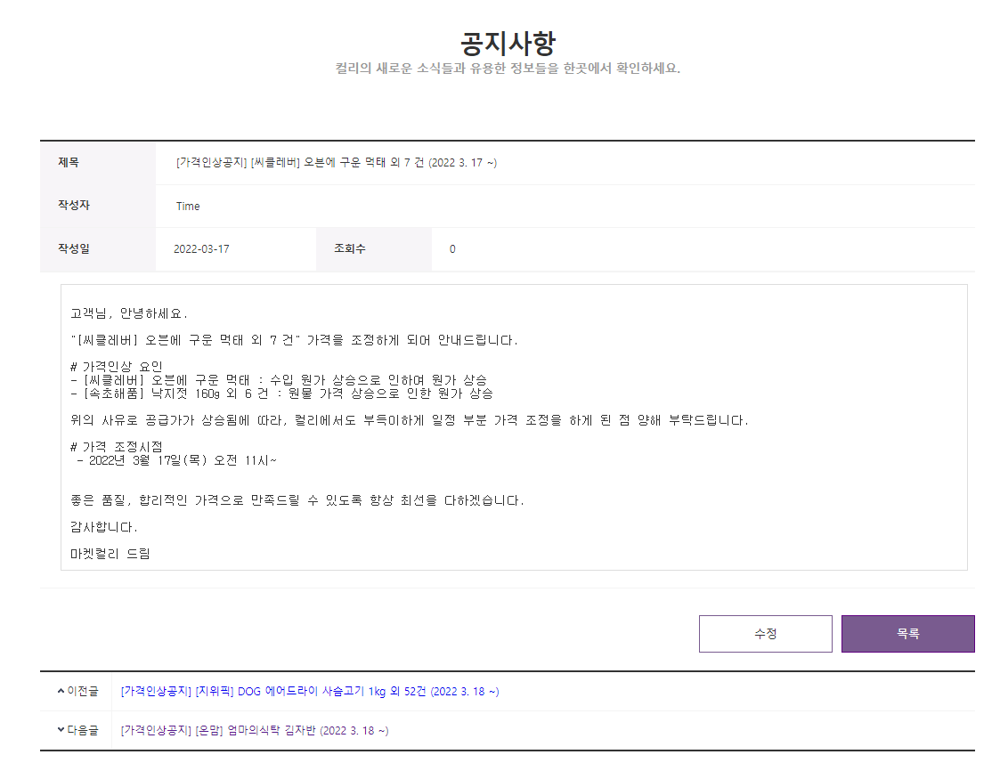 공지사항
컬리의 새로운 소식들과 유용한 정보들을 한곳에서 확인하세요.
제목 [가격인상공지] [씨클레버] 오븐에 구운 먹태 외 7 건 (2022 3. 17 ~)
작성자 Time
작성일 2022-03-17 조회수 0
고객님, 안녕하세요.
"[씨클레버] 오븐에 구운 먹태 외 7 건" 가격을 조정하게 되어 안내드립니다.
# 가격인상 요인
- [씨클레버] 오븐에 구운 먹태 : 수입 원가 상승으로 인하며 원가 상승
- [속초해품] 낙지젓 160g 외 6 건 : 원물 가격 상승으로 인한 원가 상승
위의 사유로 공급가가 상승됨에 따라, 컬리에서도 부득이하게 일정 부분 가격 조정을 하게 된 점 양해 부탁드립니다.
# 가격 조정시점
- 2022년 3월 17일(목) 오전 11시~
좋은 품질, 합리적인 가격으로 만족드릴 수 있도록 항상 최선을 다하겠습니다.
감사합니다.
마켓컬리 드림
수정 목록
이전글 [가격인상공지] [지위픽] DOG 에어드라이 사슴고기 1kg 외 52건 (2022 3. 18 ~)
다음글 [가격인상공지] [온맘] 엄마의식탁 김자반 (2022 3. 18 ~)